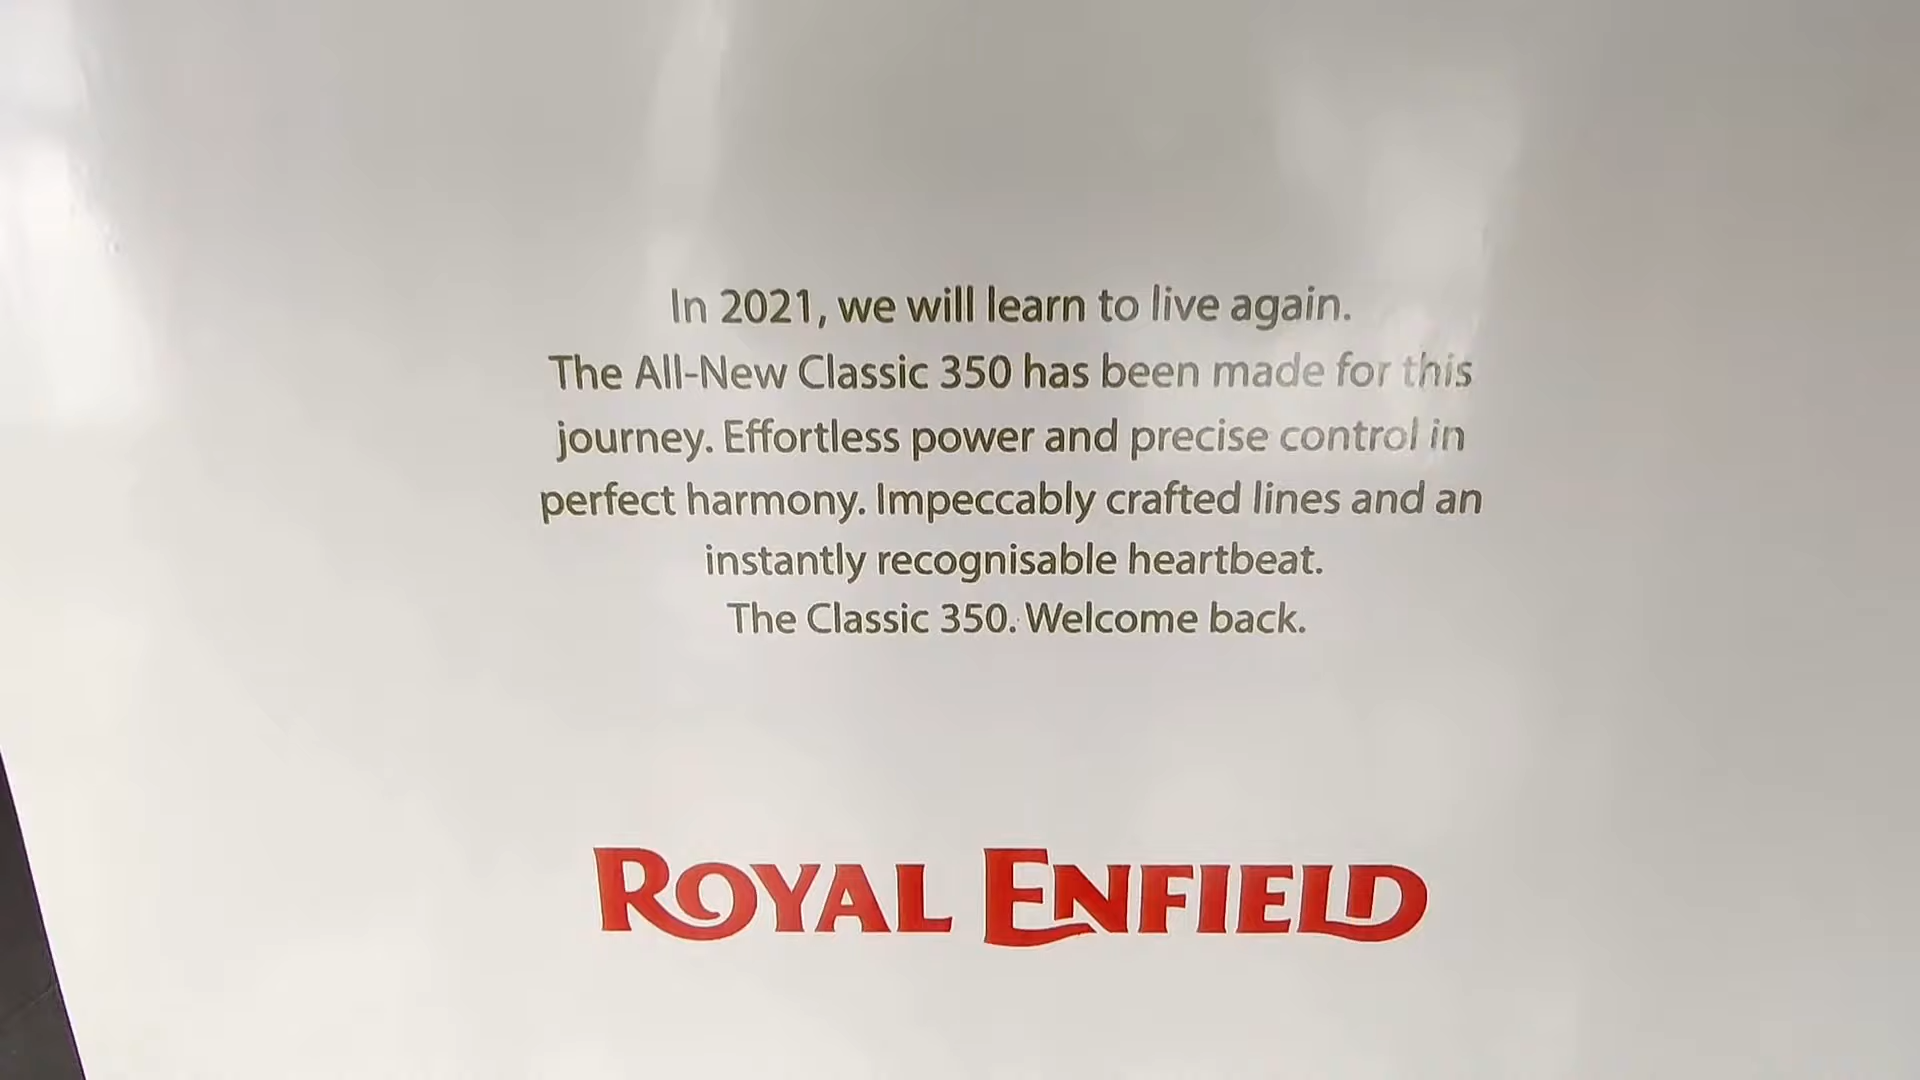 In 2021, we will learn to live again.
The All-New Classic 350 has been made for this
journey. Effortless power and precise control in
perfect harmony. Impeccably crafted lines and an
instantly recognisable heartbeat.
The Classic 350. Welcome back.
ROYAL ENFIELD